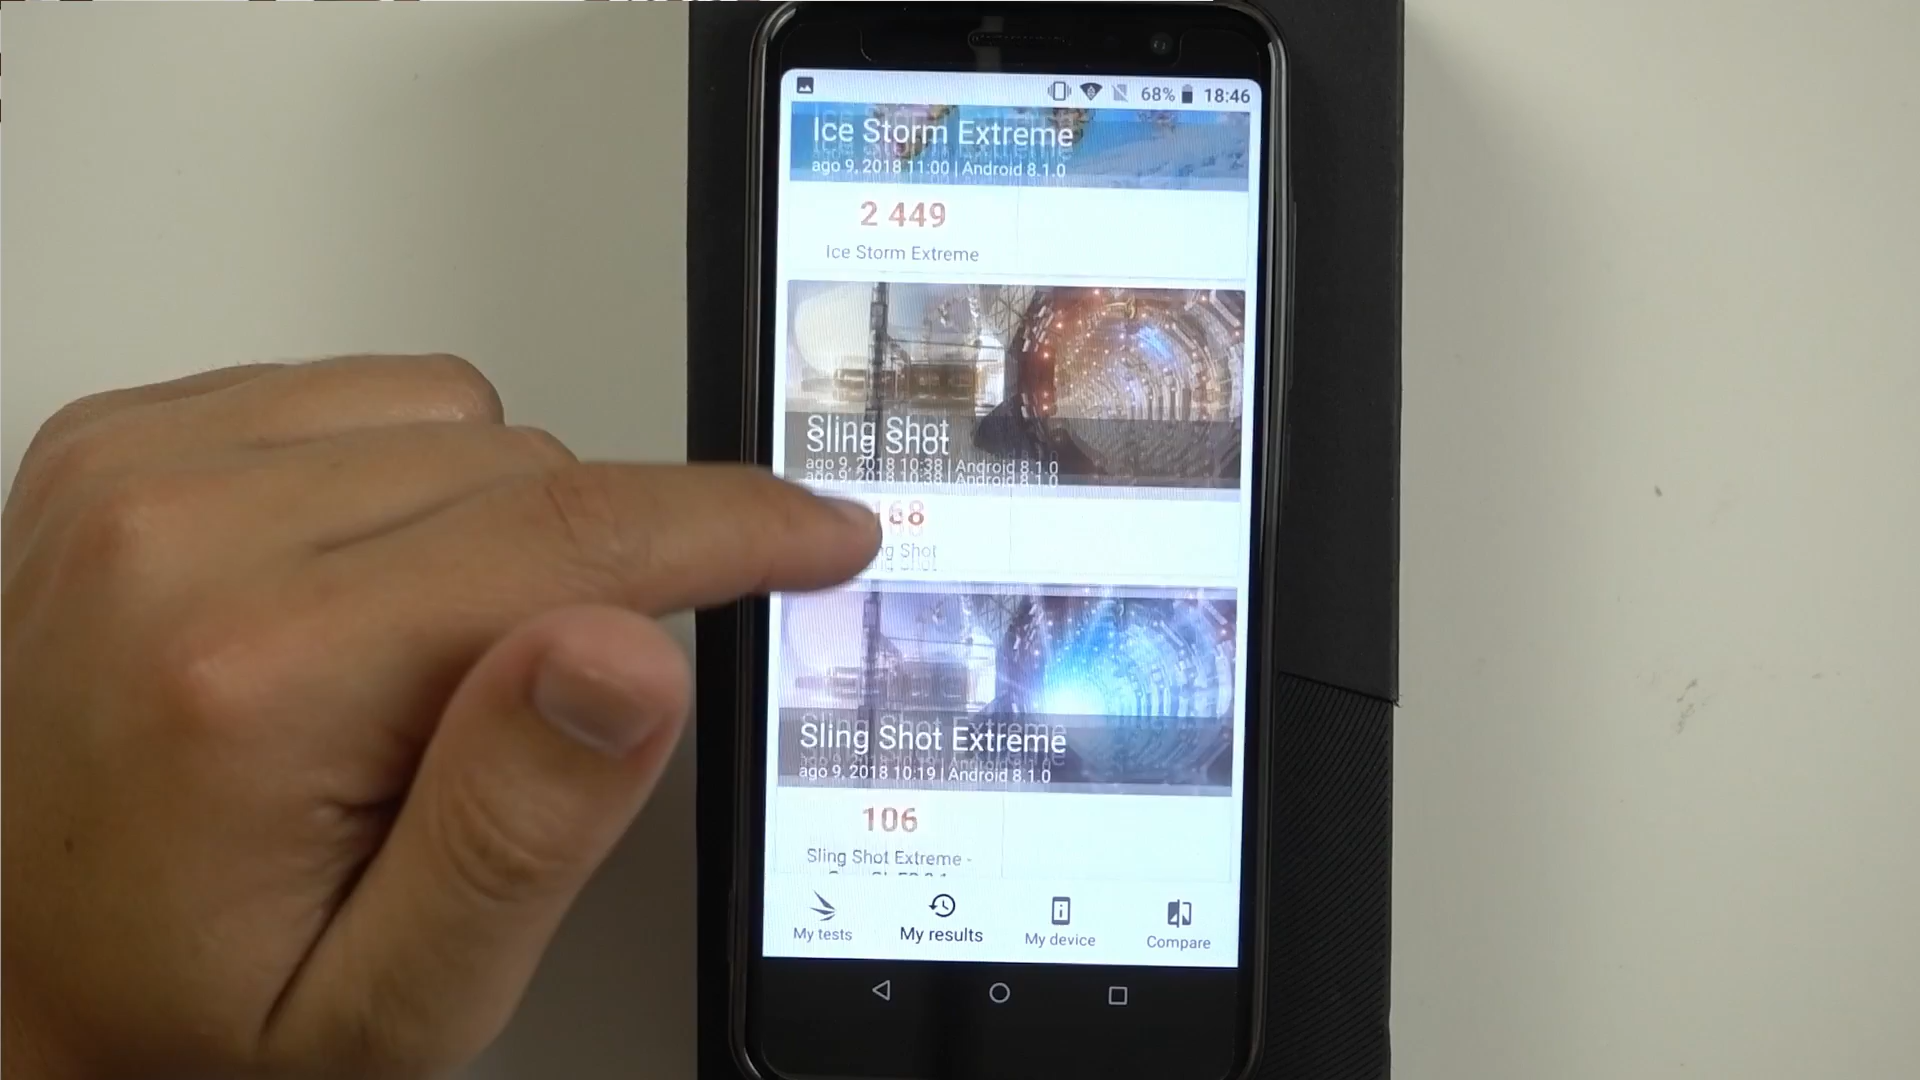 68% 18:46
Ice Storm Extreme
ago 9, 2018 11:00 | Android 8.1.0
2 449
Ice Storm Extreme
Sling Shot
ago 9, 2018 10:38 | Android 8.1.0
Shot
Sling Shot Extreme
ago 9, 2018 10:19 | Android 8.1.0
106
Sling Shot Extreme -
My tests
My results
My device
Compare